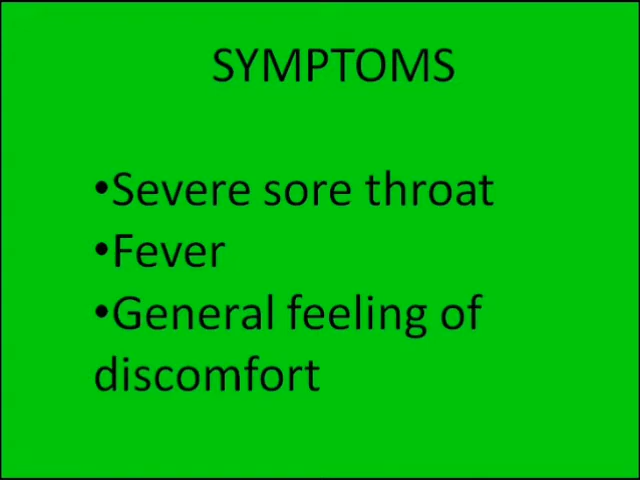 SYMPTOMS
•Severe sore throat
•Fever
•General feeling of
discomfort